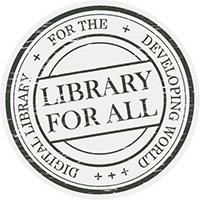 DIGITAL LIBRARY + FOR THE + DEVELOPING WORLD +++
LIBRARY
FOR ALL